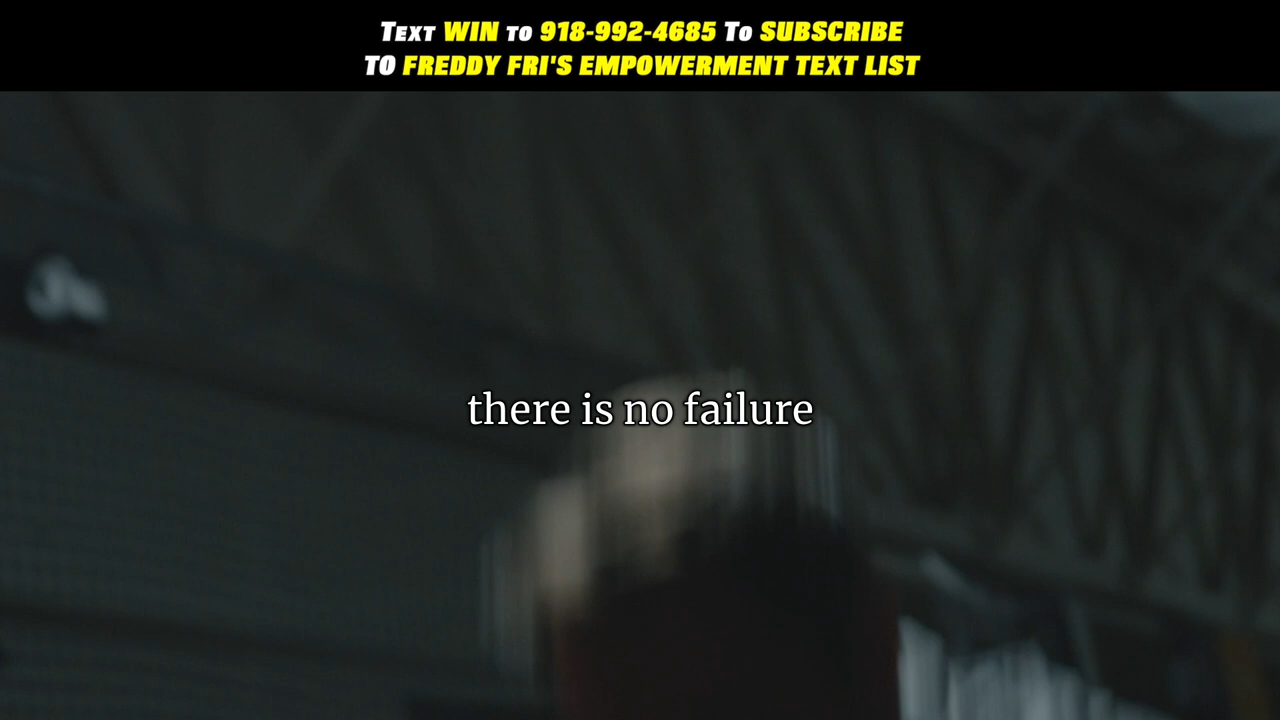 Text WIN to 918-992-4685 To SUBSCRIBE
TO FREDDY FRI'S EMPOWERMENT TEXT LIST
there is no failure